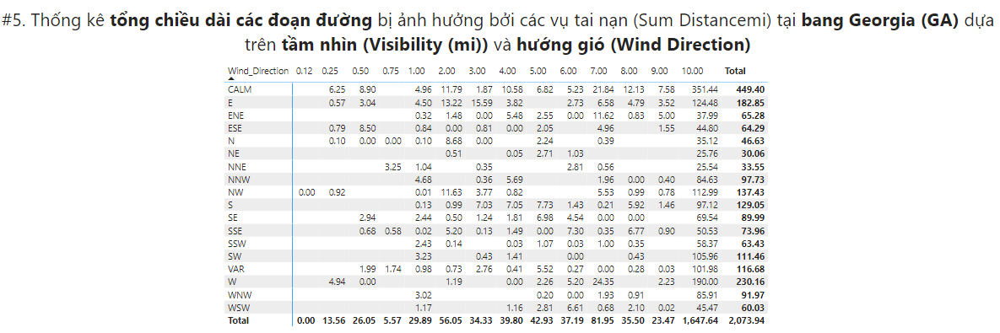 #5. Thống kê tổng chiều dài các đoạn đường bị ảnh hưởng bởi các vụ tai nạn (Sum Distancemi) tại bang Georgia (GA) dựa
trên tầm nhìn (Visibility (mi)) và hướng gió (Wind Direction)
Wind_Direction 0.12 0.25 0.50 0.75 1.00 2.00 3.00 4.00 5.00 6.00 7.00 8.00 9.00 10.00 Total
CALM 6.25 8.90 4.96 11.79 1.87 10.58 6.82 5.23 21.84 12.13 7.58 351.44 449.40
E 0.57 3.04 4.50 13.22 15.59 3.82 2.73 6.58 4.79 3.52 124.48 182.85
ENE 0.32 1.48 0.00 5.48 2.55 0.00 11.62 0.83 5.00 37.99 65.28
ESE 0.79 8.50 0.84 0.00 0.81 0.00 2.05 4.96 1.55 44.80 64.29
N 0.10 0.00 0.00 0.10 8.68 0.00 2.24 0.39 35.12 46.63
NE 0.51 0.05 2.71 1.03 25.76 30.06
NNE 3.25 1.04 0.35 2.81 0.56 25.54 33.55
NNW 4.68 0.36 5.69 1.96 0.00 0.40 84.63 97.73
NW 0.00 0.92 0.01 11.63 3.77 0.82 5.53 0.99 0.78 112.99 137.43
S 0.13 0.99 7.03 7.05 7.73 1.43 0.21 5.92 1.46 97.12 129.05
SE 2.94 2.44 0.50 1.24 1.81 6.98 4.54 0.00 0.00 69.54 89.99
SSE 0.68 0.58 0.02 5.20 0.13 1.49 0.00 7.30 0.35 6.77 0.90 50.53 73.96
SSW 2.43 0.14 0.03 1.07 0.03 1.00 0.35 58.37 63.43
SW 3.23 0.43 1.41 0.00 0.43 105.96 111.46
VAR 1.99 1.74 0.98 0.73 2.76 0.41 5.52 0.27 0.00 0.28 0.03 101.98 116.68
W 4.94 0.00 1.19 0.00 2.26 5.20 24.35 2.23 190.00 230.16
WNW 3.02 0.20 0.00 1.93 0.91 85.91 91.97
WSW 1.17 1.16 2.81 6.61 0.68 2.10 0.02 45.47 60.03
Total 0.00 13.56 26.05 5.57 29.89 56.05 34.33 39.80 42.93 37.19 81.95 35.50 23.47 1,647.64 2,073.94